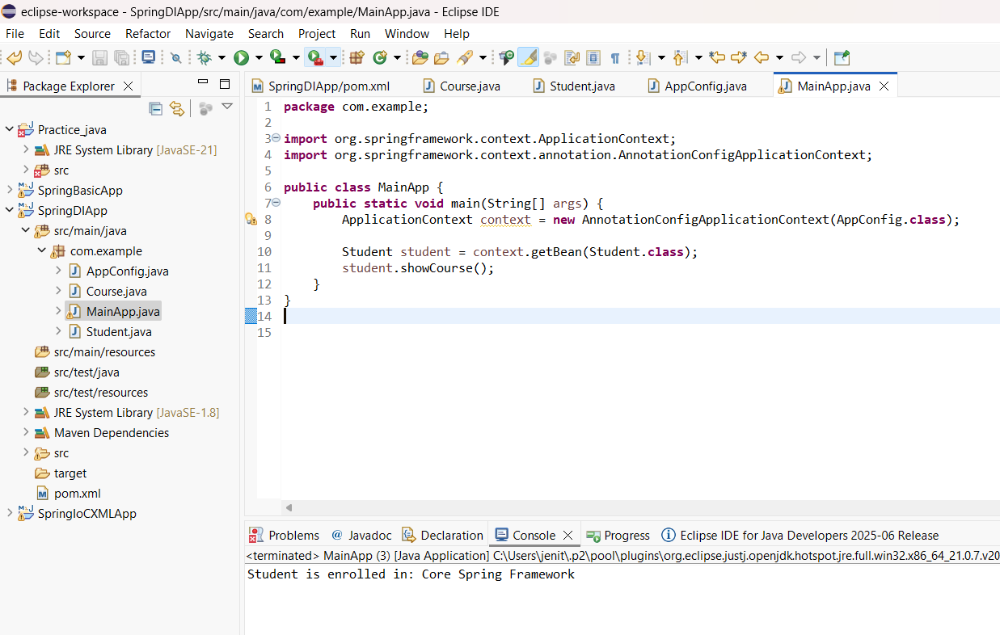 eclipse-workspace - SpringDIApp/src/main/java/com/example/MainApp.java - Eclipse IDE
File Edit Source Refactor Navigate Search Project Run Window Help
Package Explorer
Practice_java
JRE System Library [JavaSE-21]
src
SpringBasicApp
SpringDIApp
src/main/java
com.example
AppConfig.java
Course.java
MainApp.java
Student.java
src/main/resources
src/test/java
src/test/resources
JRE System Library [JavaSE-1.8]
Maven Dependencies
src
target
pom.xml
SpringIoCXMLApp
SpringDIApp/pom.xml Course.java Student.java AppConfig.java MainApp.java
1 package com.example;
2
3 import org.springframework.context.ApplicationContext;
4 import org.springframework.context.annotation.AnnotationConfigApplicationContext;
5
6 public class MainApp {
7     public static void main(String[] args) {
8         ApplicationContext context = new AnnotationConfigApplicationContext(AppConfig.class);
9
10         Student student = context.getBean(Student.class);
11         student.showCourse();
12     }
13 }
14
15
Problems @ Javadoc Declaration Console Progress Eclipse IDE for Java Developers 2025-06 Release
<terminated> MainApp (3) [Java Application] C:\Users\jenit\.p2\pool\plugins\org.eclipse.justj.openjdk.hotspot.jre.full.win32.x86_64_21.0.7.v20
Student is enrolled in: Core Spring Framework